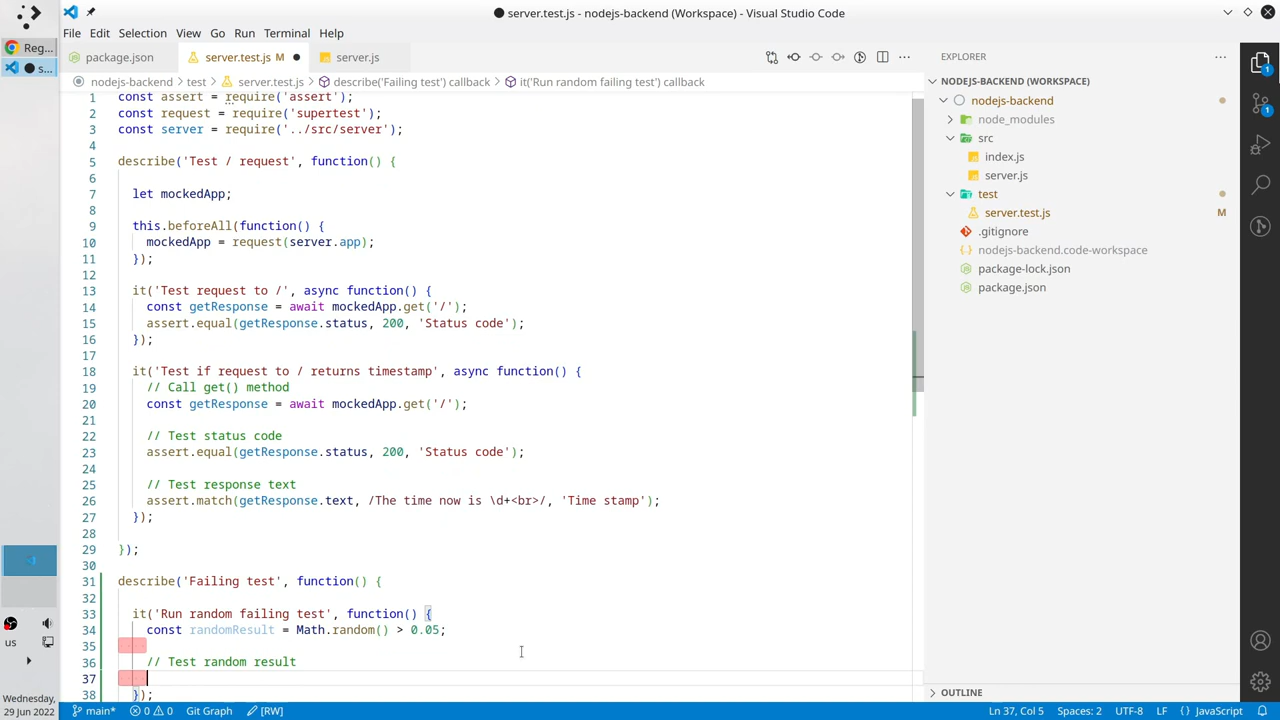 server.test.js - nodejs-backend (Workspace) - Visual Studio Code
Reg...
s...
File Edit Selection View Go Run Terminal Help
package.json
server.test.js M
server.js
nodejs-backend > test > server.test.js > describe('Failing test') callback > it('Run random failing test') callback
1 const assert = require('assert');
2 const request = require('supertest');
3 const server = require('../src/server');
4
5 describe('Test / request', function() {
6
7 let mockedApp;
8
9 this.beforeAll(function() {
10 mockedApp = request(server.app);
11 });
12
13 it('Test request to /', async function() {
14 const getResponse = await mockedApp.get('/');
15 assert.equal(getResponse.status, 200, 'Status code');
16 });
17
18 it('Test if request to / returns timestamp', async function() {
19 // Call get() method
20 const getResponse = await mockedApp.get('/');
21
22 // Test status code
23 assert.equal(getResponse.status, 200, 'Status code');
24
25 // Test response text
26 assert.match(getResponse.text, /The time now is \d+<br>/, 'Time stamp');
27 });
28
29 });
30
31 describe('Failing test', function() {
32
33 it('Run random failing test', function() {
34 const randomResult = Math.random() > 0.05;
35
36 // Test random result
37
38 });
EXPLORER
NODEJS-BACKEND (WORKSPACE)
nodejs-backend
node_modules
src
index.js
server.js
test
server.test.js M
.gitignore
nodejs-backend.code-workspace
package-lock.json
package.json
OUTLINE
1
1
us
Wednesday,
29 Jun 2022
main* 0 0 Git Graph [RW] Ln 37, Col 5 Spaces: 2 UTF-8 LF {} JavaScript